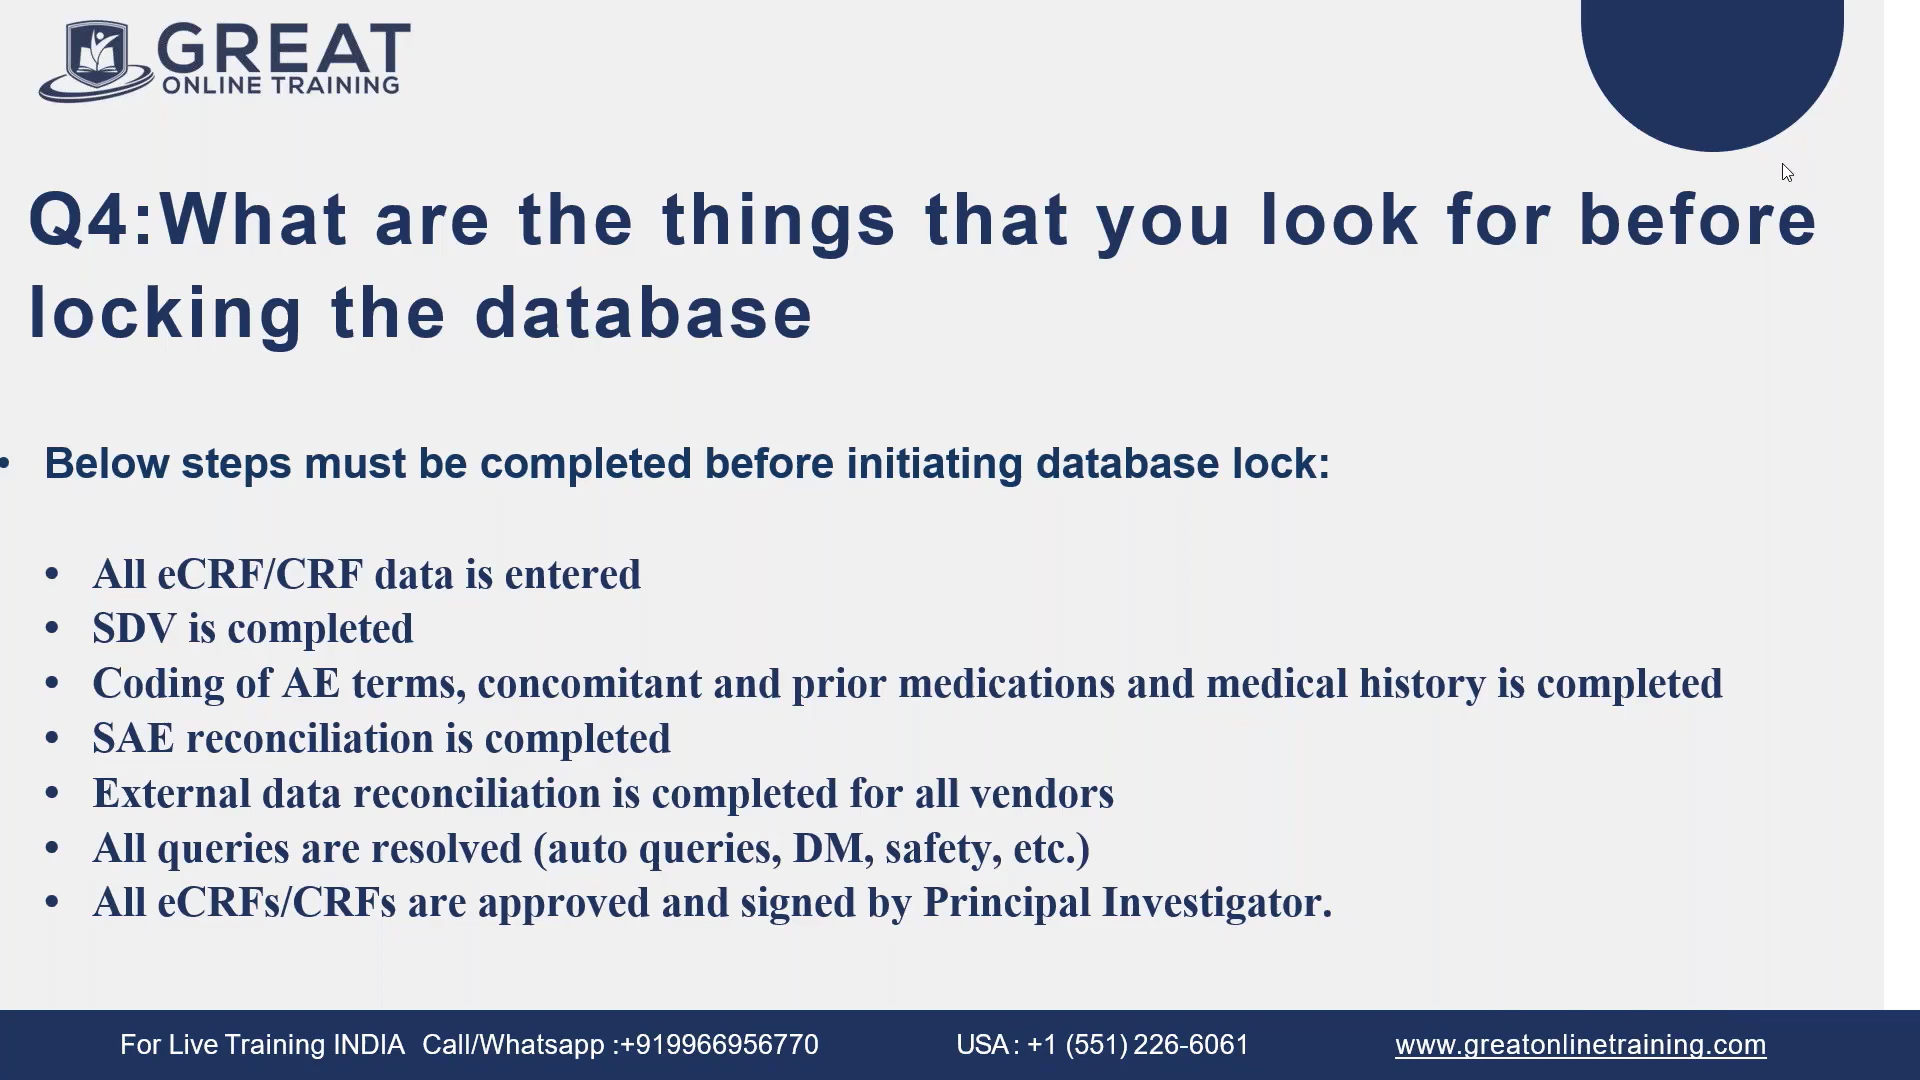 GREAT
ONLINE TRAINING
Q4:What are the things that you look for before
locking the database
• Below steps must be completed before initiating database lock:
• All eCRF/CRF data is entered
• SDV is completed
• Coding of AE terms, concomitant and prior medications and medical history is completed
• SAE reconciliation is completed
• External data reconciliation is completed for all vendors
• All queries are resolved (auto queries, DM, safety, etc.)
• All eCRFs/CRFs are approved and signed by Principal Investigator.
For Live Training INDIA Call/Whatsapp :+919966956770 USA : +1 (551) 226-6061 www.greatonlinetraining.com